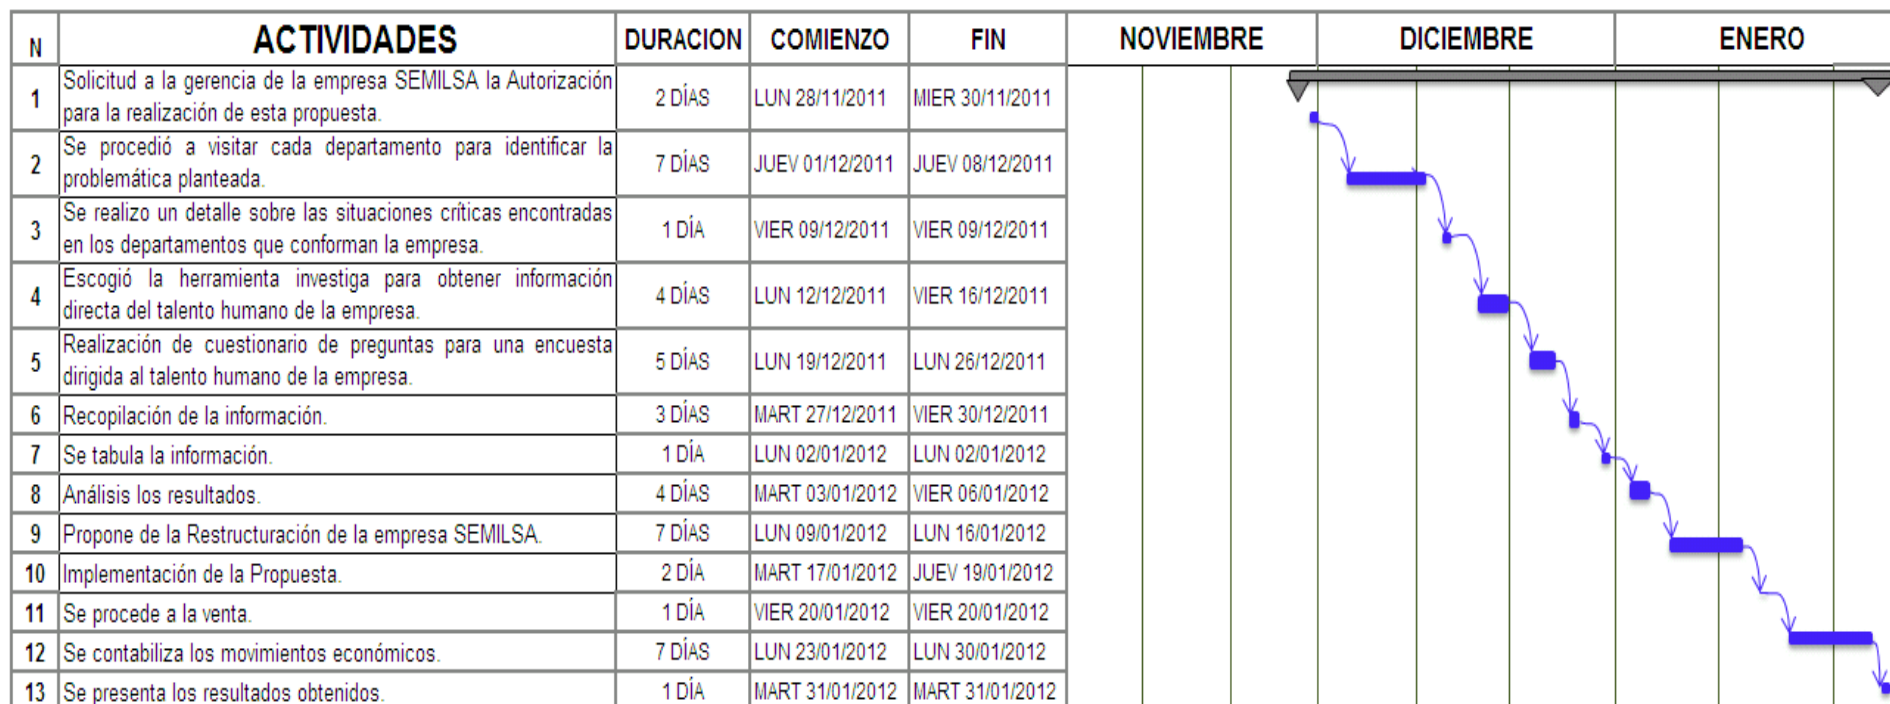 N ACTIVIDADES DURACION COMIENZO FIN NOVIEMBRE DICIEMBRE ENERO
1 Solicitud a la gerencia de la empresa SEMILSA la Autorización
para la realización de esta propuesta. 2 DÍAS LUN 28/11/2011 MIER 30/11/2011
2 Se procedió a visitar cada departamento para identificar la
problemática planteada. 7 DÍAS JUEV 01/12/2011 JUEV 08/12/2011
3 Se realizo un detalle sobre las situaciones críticas encontradas
en los departamentos que conforman la empresa. 1 DÍA VIER 09/12/2011 VIER 09/12/2011
4 Escogió la herramienta investiga para obtener información
directa del talento humano de la empresa. 4 DÍAS LUN 12/12/2011 VIER 16/12/2011
5 Realización de cuestionario de preguntas para una encuesta
dirigida al talento humano de la empresa. 5 DÍAS LUN 19/12/2011 LUN 26/12/2011
6 Recopilación de la información. 3 DÍAS MART 27/12/2011 VIER 30/12/2011
7 Se tabula la información. 1 DÍA LUN 02/01/2012 LUN 02/01/2012
8 Análisis los resultados. 4 DÍAS MART 03/01/2012 VIER 06/01/2012
9 Propone de la Restructuración de la empresa SEMILSA. 7 DÍAS LUN 09/01/2012 LUN 16/01/2012
10 Implementación de la Propuesta. 2 DÍA MART 17/01/2012 JUEV 19/01/2012
11 Se procede a la venta. 1 DÍA VIER 20/01/2012 VIER 20/01/2012
12 Se contabiliza los movimientos económicos. 7 DÍAS LUN 23/01/2012 LUN 30/01/2012
13 Se presenta los resultados obtenidos. 1 DÍA MART 31/01/2012 MART 31/01/2012